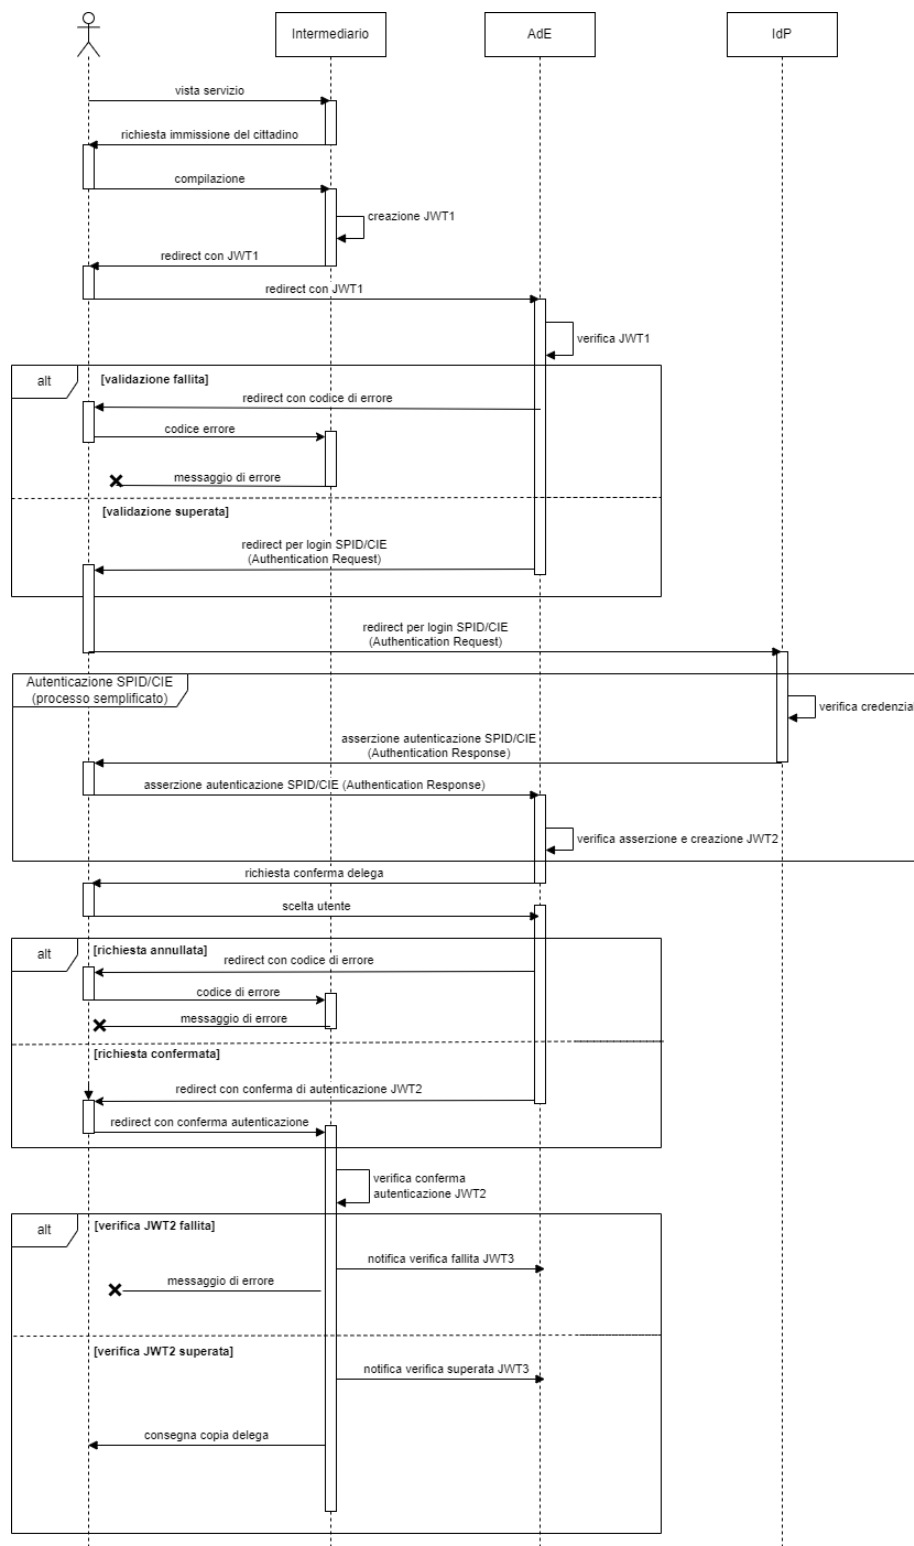 Intermediario
AdE
IdP
vista servizio
richiesta immissione del cittadino
compilazione
creazione JWT1
redirect con JWT1
redirect con JWT1
verifica JWT1
alt
[validazione fallita]
redirect con codice di errore
codice errore
messaggio di errore
[validazione superata]
redirect per login SPID/CIE
(Authentication Request)
redirect per login SPID/CIE
(Authentication Request)
Autenticazione SPID/CIE
(processo semplificato)
verifica credenzial
asserzione autenticazione SPID/CIE
(Authentication Response)
asserzione autenticazione SPID/CIE (Authentication Response)
verifica asserzione e creazione JWT2
richiesta conferma delega
scelta utente
alt
[richiesta annullata]
redirect con codice di errore
codice di errore
messaggio di errore
[richiesta confermata]
redirect con conferma di autenticazione JWT2
redirect con conferma autenticazione
verifica conferma
autenticazione JWT2
alt
[verifica JWT2 fallita]
notifica verifica fallita JWT3
messaggio di errore
[verifica JWT2 superata]
notifica verifica superata JWT3
consegna copia delega